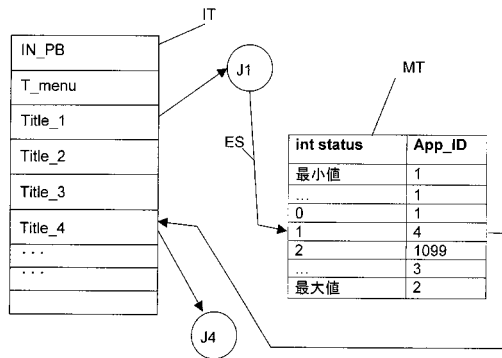 IT
IN_PB
T_menu
Title_1
Title_2
Title_3
Title_4
・・・
・・・
J1
J4
ES
MT
int status App_ID
最小値 1
... 1
0 1
1 4
2 1099
... 3
最大値 2